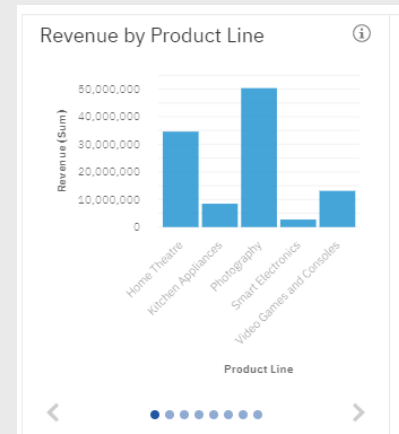 Revenue by Product Line
Revenue (Sum)
50,000,000
40,000,000
30,000,000
20,000,000
10,000,000
0
Home Theatre
Kitchen Appliances
Photography
Smart Electronics
Video Games and Consoles
Product Line